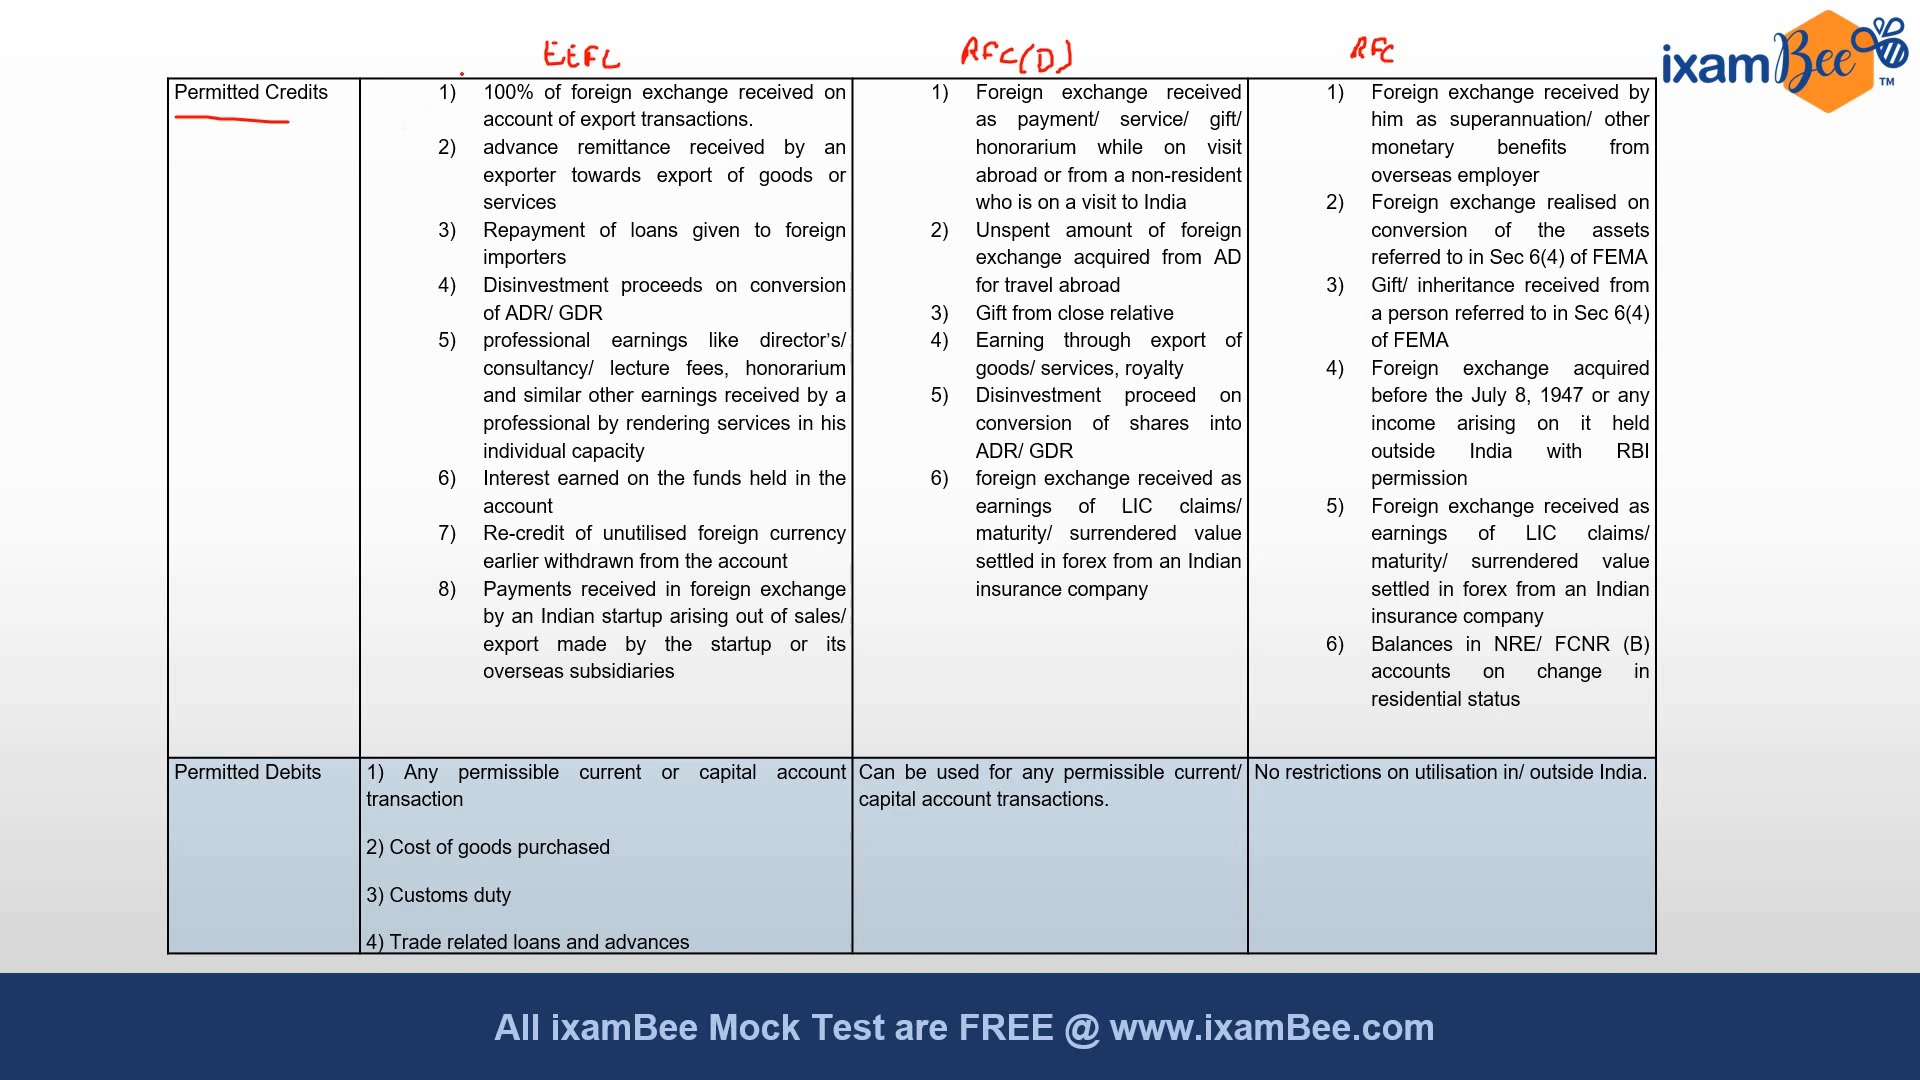 EEFC
RFC(D)
RFC
ixamBee
TM
Permitted Credits
1) 100% of foreign exchange received on
account of export transactions.
2) advance remittance received by an
exporter towards export of goods or
services
3) Repayment of loans given to foreign
importers
4) Disinvestment proceeds on conversion
of ADR/ GDR
5) professional earnings like director’s/
consultancy/ lecture fees, honorarium
and similar other earnings received by a
professional by rendering services in his
individual capacity
6) Interest earned on the funds held in the
account
7) Re-credit of unutilised foreign currency
earlier withdrawn from the account
8) Payments received in foreign exchange
by an Indian startup arising out of sales/
export made by the startup or its
overseas subsidiaries
1) Foreign exchange received
as payment/ service/ gift/
honorarium while on visit
abroad or from a non-resident
who is on a visit to India
2) Unspent amount of foreign
exchange acquired from AD
for travel abroad
3) Gift from close relative
4) Earning through export of
goods/ services, royalty
5) Disinvestment proceed on
conversion of shares into
ADR/ GDR
6) foreign exchange received as
earnings of LIC claims/
maturity/ surrendered value
settled in forex from an Indian
insurance company
1) Foreign exchange received by
him as superannuation/ other
monetary benefits from
overseas employer
2) Foreign exchange realised on
conversion of the assets
referred to in Sec 6(4) of FEMA
3) Gift/ inheritance received from
a person referred to in Sec 6(4)
of FEMA
4) Foreign exchange acquired
before the July 8, 1947 or any
income arising on it held
outside India with RBI
permission
5) Foreign exchange received as
earnings of LIC claims/
maturity/ surrendered value
settled in forex from an Indian
insurance company
6) Balances in NRE/ FCNR (B)
accounts on change in
residential status
Permitted Debits
1) Any permissible current or capital account
transaction
2) Cost of goods purchased
3) Customs duty
4) Trade related loans and advances
Can be used for any permissible current/
capital account transactions.
No restrictions on utilisation in/ outside India.
All ixamBee Mock Test are FREE @ www.ixamBee.com